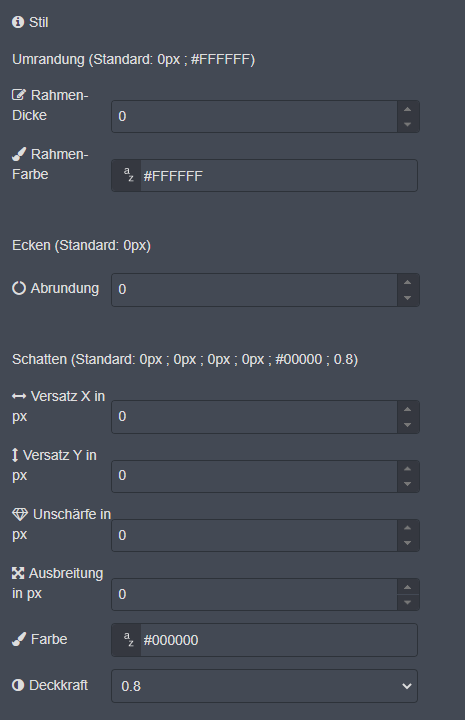 Stil
Umrandung (Standard: 0px ; #FFFFFF)
Rahmen-
Dicke
0
Rahmen-
Farbe
az
#FFFFFF
Ecken (Standard: 0px)
Abrundung
0
Schatten (Standard: 0px ; 0px ; 0px ; 0px ; #00000 ; 0.8)
Versatz X in
px
0
Versatz Y in
px
0
Unschärfe in
px
0
Ausbreitung
in px
0
Farbe
az
#000000
Deckkraft
0.8